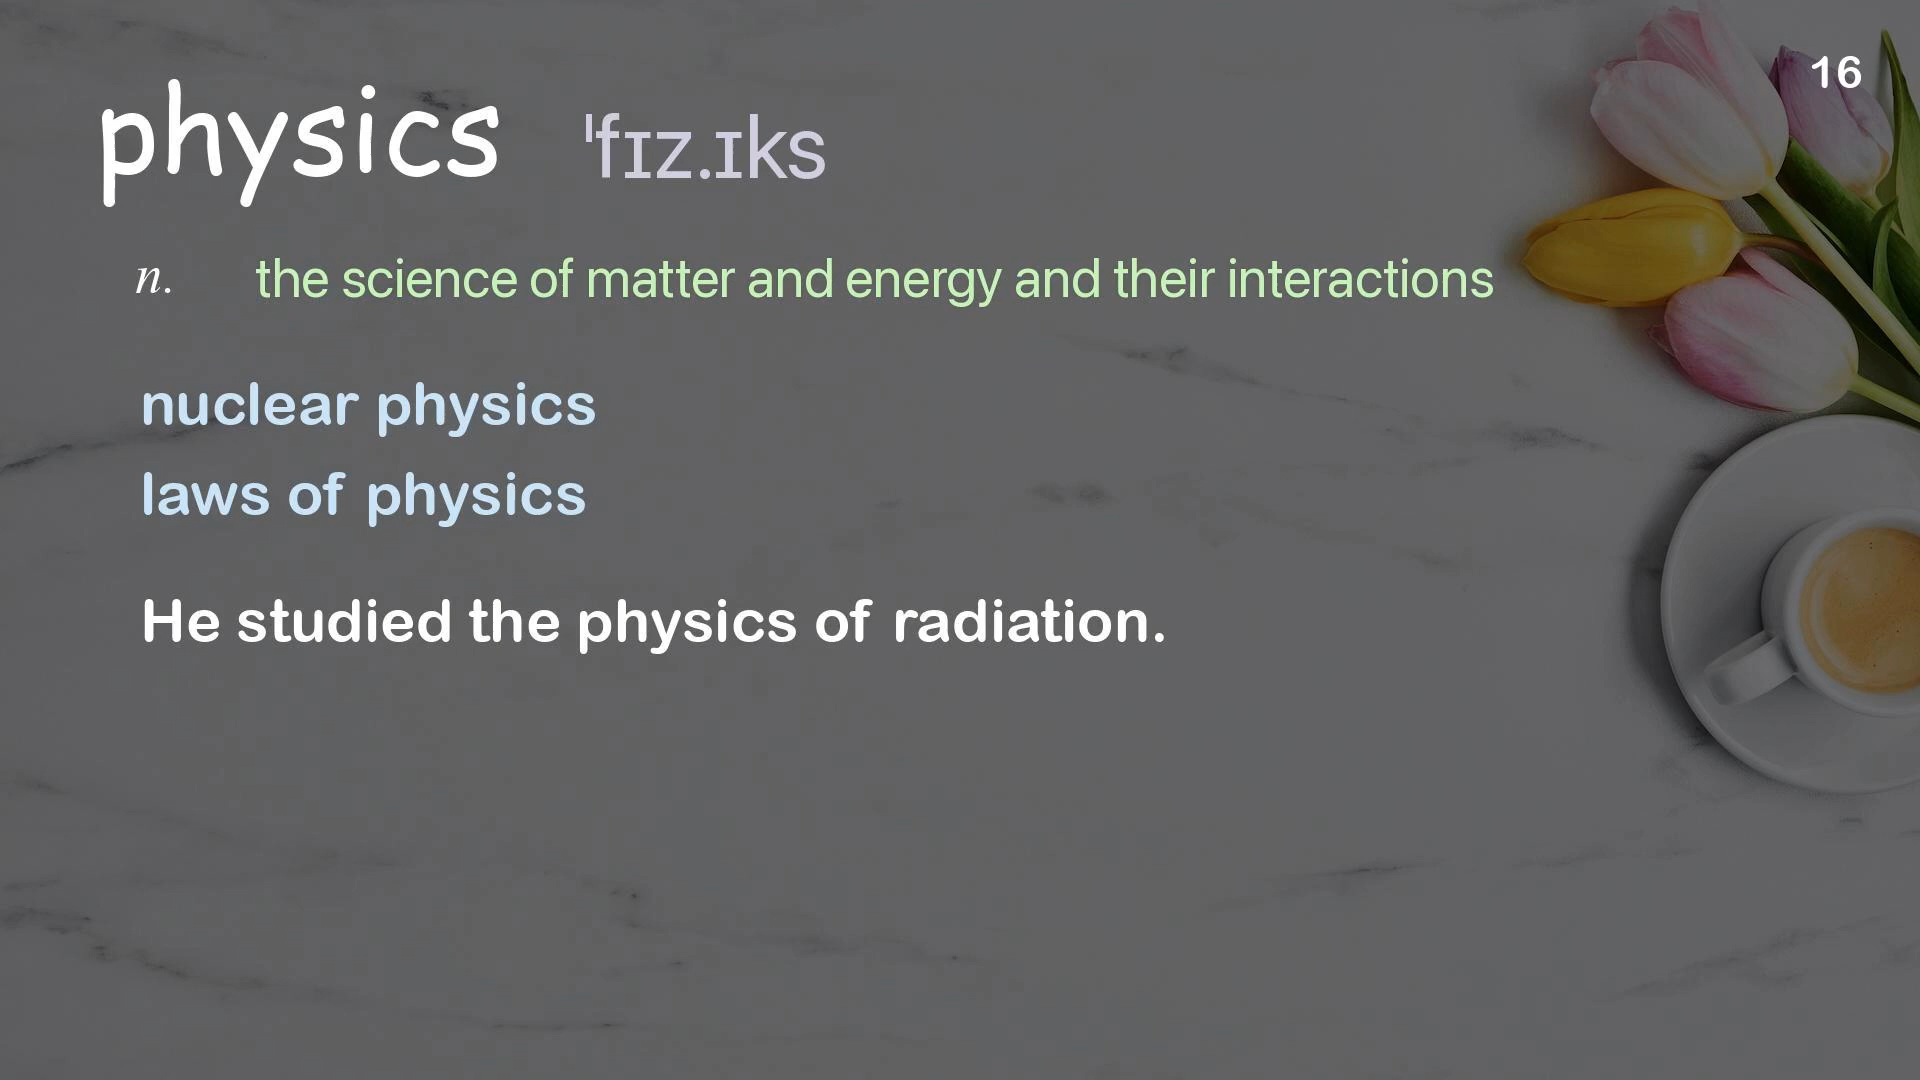 16
physics ˈfɪz.ɪks
n. the science of matter and energy and their interactions
nuclear physics
laws of physics
He studied the physics of radiation.